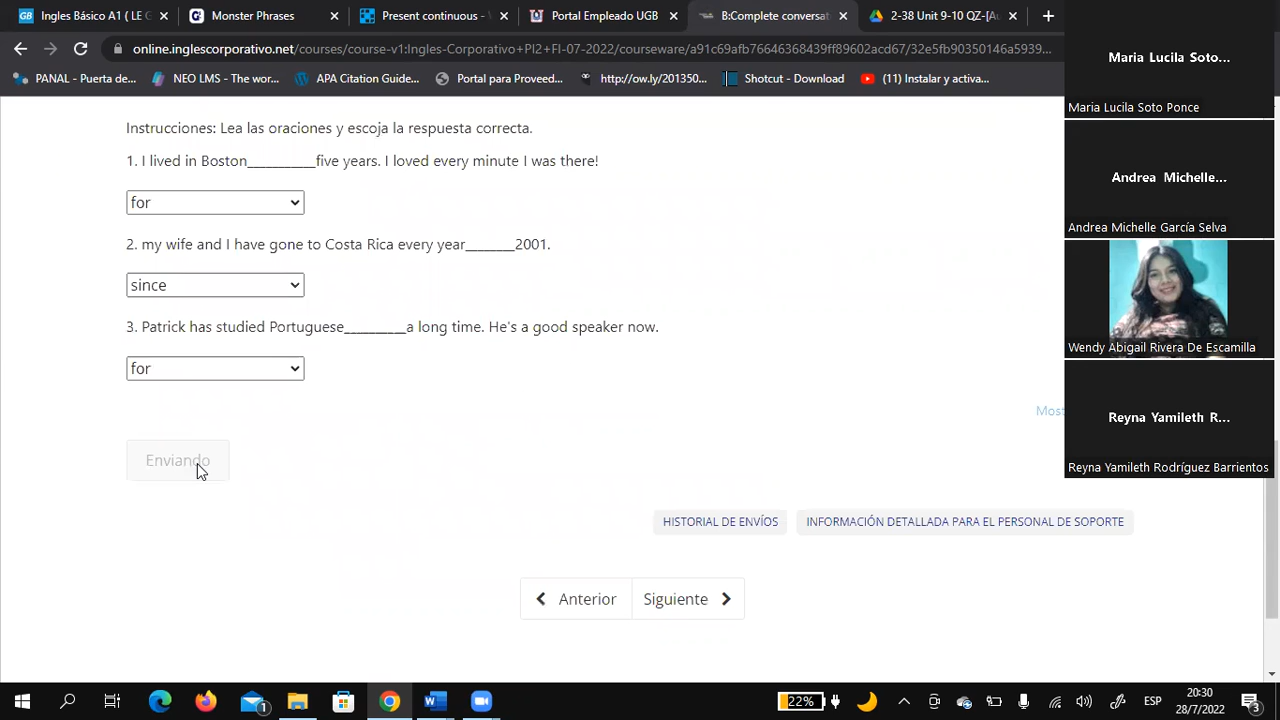 Ingles Básico A1 ( LE G
Monster Phrases
Present continuous - W
Portal Empleado UGB
B:Complete conversat
2-38 Unit 9-10 QZ-[Ac
online.inglescorporativo.net/courses/course-v1:Ingles-Corporativo+PI2+FI-07-2022/courseware/a91c69afb76646368439ff89602acd67/32e5fb90350146a5939...
PANAL - Puerta de...
NEO LMS - The wor...
APA Citation Guide...
Portal para Proveed...
http://ow.ly/201350...
Shotcut - Download
(11) Instalar y activa...
Maria Lucila Soto...
Maria Lucila Soto Ponce
Andrea Michelle...
Andrea Michelle García Selva
Wendy Abigail Rivera De Escamilla
Reyna Yamileth R...
Reyna Yamileth Rodríguez Barrientos
Instrucciones: Lea las oraciones y escoja la respuesta correcta.
1. I lived in Boston__________five years. I loved every minute I was there!
for
2. my wife and I have gone to Costa Rica every year_______2001.
since
3. Patrick has studied Portuguese_________a long time. He's a good speaker now.
for
Most
Enviando
HISTORIAL DE ENVÍOS
INFORMACIÓN DETALLADA PARA EL PERSONAL DE SOPORTE
Anterior
Siguiente
1
22%
ESP
20:30
28/7/2022
3